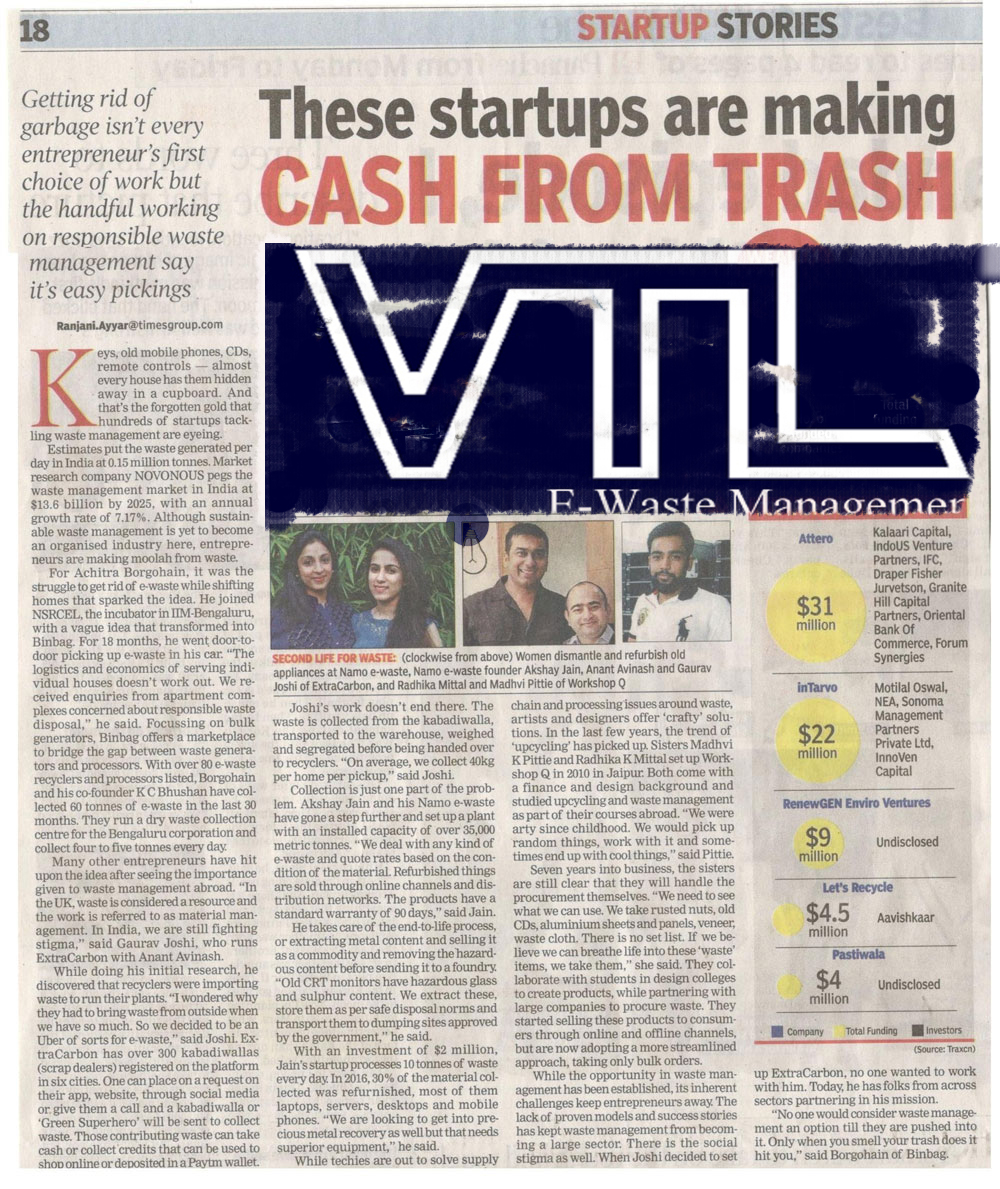 18
STARTUP STORIES
Getting rid of
garbage isn't every
entrepreneur's first
choice of work but
the handful working
on responsible waste
management say
it's easy pickings
These startups are making
CASH FROM TRASH
VTL
E-Waste Managemen
Ranjani.Ayyar@timesgroup.com
Keys, old mobile phones, CDs,
remote controls — almost
every house has them hidden
away in a cupboard. And
that's the forgotten gold that
hundreds of startups tack-
ling waste management are eyeing.
Estimates put the waste generated per
day in India at 0.15 million tonnes. Market
research company NOVONOUS pegs the
waste management market in India at
$13.6 billion by 2025, with an annual
growth rate of 7.17%. Although sustain-
able waste management is yet to become
an organised industry here, entrepre-
neurs are making moolah from waste.
For Achitra Borgohain, it was the
struggle to get rid of e-waste while shifting
homes that sparked the idea. He joined
NSRCEL, the incubator in IIM-Bengaluru,
with a vague idea that transformed into
Binbag. For 18 months, he went door-to-
door picking up e-waste in his car. "The
logistics and economics of serving indi-
vidual houses doesn't work out. We re-
ceived enquiries from apartment com-
plexes concerned about responsible waste
disposal," he said. Focussing on bulk
generators, Binbag offers a marketplace
to bridge the gap between waste genera-
tors and processors. With over 80 e-waste
recyclers and processors listed, Borgohain
and his co-founder K C Bhushan have col-
lected 60 tonnes of e-waste in the last 30
months. They run a dry waste collection
centre for the Bengaluru corporation and
collect four to five tonnes every day.
Many other entrepreneurs have hit
upon the idea after seeing the importance
given to waste management abroad. "In
the UK, waste is considered a resource and
the work is referred to as material man-
agement. In India, we are still fighting
stigma," said Gaurav Joshi, who runs
ExtraCarbon with Anant Avinash.
While doing his initial research, he
discovered that recyclers were importing
waste to run their plants. "I wondered why
they had to bring waste from outside when
we have so much. So we decided to be an
Uber of sorts for e-waste," said Joshi. Ex-
traCarbon has over 300 kabadiwallas
(scrap dealers) registered on the platform
in six cities. One can place on a request on
their app, website, through social media
or give them a call and a kabadiwalla or
'Green Superhero' will be sent to collect
waste. Those contributing waste can take
cash or collect credits that can be used to
shop online or deposited in a Paytm wallet.
SECOND LIFE FOR WASTE: (clockwise from above) Women dismantle and refurbish old
appliances at Namo e-waste, Namo e-waste founder Akshay Jain, Anant Avinash and Gaurav
Joshi of ExtraCarbon, and Radhika Mittal and Madhvi Pittie of Workshop Q
Joshi's work doesn't end there. The
waste is collected from the kabadiwalla,
transported to the warehouse, weighed
and segregated before being handed over
to recyclers. "On average, we collect 40kg
per home per pickup," said Joshi.
Collection is just one part of the prob-
lem. Akshay Jain and his Namo e-waste
have gone a step further and set up a plant
with an installed capacity of over 35,000
metric tonnes. "We deal with any kind of
e-waste and quote rates based on the con-
dition of the material. Refurbished things
are sold through online channels and dis-
tribution networks. The products have a
standard warranty of 90 days," said Jain.
He takes care of the end-to-life process,
or extracting metal content and selling it
as a commodity and removing the hazard-
ous content before sending it to a foundry.
"Old CRT monitors have hazardous glass
and sulphur content. We extract these,
store them as per safe disposal norms and
transport them to dumping sites approved
by the government," he said.
With an investment of $2 million,
Jain's startup processes 10 tonnes of waste
every day. In 2016, 30% of the material col-
lected was refurnished, most of them
laptops, servers, desktops and mobile
phones. "We are looking to get into pre-
cious metal recovery as well but that needs
superior equipment," he said.
While techies are out to solve supply
chain and processing issues around waste,
artists and designers offer 'crafty' solu-
tions. In the last few years, the trend of
'upcycling' has picked up. Sisters Madhvi
K Pittie and Radhika K Mittal set up Work-
shop Q in 2010 in Jaipur. Both come with
a finance and design background and
studied upcycling and waste management
as part of their courses abroad. "We were
arty since childhood. We would pick up
random things, work with it and some-
times end up with cool things," said Pittie.
Seven years into business, the sisters
are still clear that they will handle the
procurement themselves. "We need to see
what we can use. We take rusted nuts, old
CDs, aluminium sheets and panels, veneer,
waste cloth. There is no set list. If we be-
lieve we can breathe life into these 'waste'
items, we take them," she said. They col-
laborate with students in design colleges
to create products, while partnering with
large companies to procure waste. They
started selling these products to consum-
ers through online and offline channels,
but are now adopting a more streamlined
approach, taking only bulk orders.
While the opportunity in waste man-
agement has been established, its inherent
challenges keep entrepreneurs away. The
lack of proven models and success stories
has kept waste management from becom-
ing a large sector. There is the social
stigma as well. When Joshi decided to set
Attero
$31
million
Kalaari Capital,
IndoUS Venture
Partners, IFC,
Draper Fisher
Jurvetson, Granite
Hill Capital
Partners, Oriental
Bank Of
Commerce, Forum
Synergies
inTarvo
$22
million
Motilal Oswal,
NEA, Sonoma
Management
Partners
Private Ltd,
InnoVen
Capital
RenewGEN Enviro Ventures
$9
million
Undisclosed
Let's Recycle
$4.5
million
Aavishkaar
Pastiwala
$4
million
Undisclosed
Company Total Funding Investors
(Source: Traxcn)
up ExtraCarbon, no one wanted to work
with him. Today, he has folks from across
sectors partnering in his mission.
"No one would consider waste manage-
ment an option till they are pushed into
it. Only when you smell your trash does it
hit you," said Borgohain of Binbag.